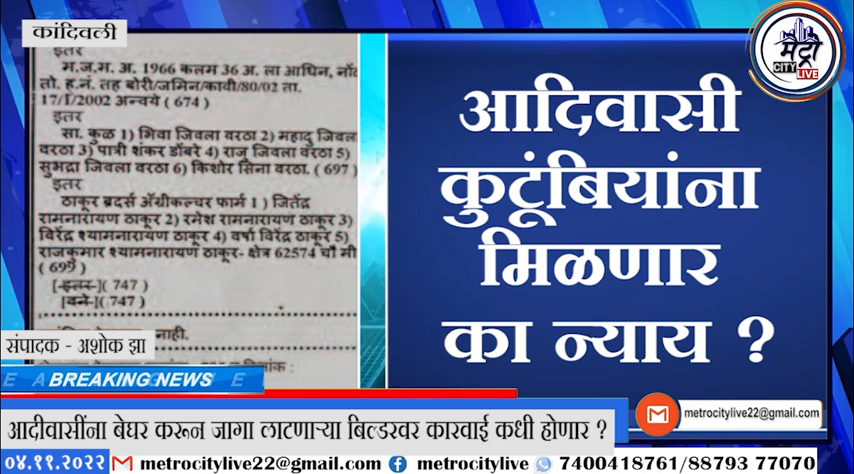 कांदिवली
इतर
म.ज.म. अ. 1966 कलम 36 अ. ला आधिन, नोंद
तो. ह.नं. तह बोरी/जमिन/कावी/80/02 ता.
17/1/2002 अन्वये ( 674 )
इतर
सा. कुळ 1) भिवा जिवला वरठा 2) महादु जिवल
वरठा 3) पात्री शंकर डोंबरे 4) राजु जिवला वरठा 5)
सुभद्रा जिवला वरठा 6) किशोर सिना वरठा. ( 697 )
इतर
ठाकूर ब्रदर्स ॲग्रीकल्चर फार्म 1 ) जितेंद्र
रामनारायण ठाकूर 2) रमेश रामनारायण ठाकूर 3)
विरेंद्र श्यामनारायण ठाकूर 4) वर्षा विरेंद्र ठाकूर 5)
राजकुमार श्यामनारायण ठाकूर- क्षेत्र 62574 चौ मी
( 699 )
[-इतर-]( 747 )
[वने-]( 747 )
नाही.
आदिवासी
कुटूंबियांना
मिळणार
का न्याय ?
मेट्रो
CITY
LIVE
संपादक - अशोक झा
BREAKING NEWS
metrocitylive22@gmail.com
आदीवासींना बेघर करून जागा लाटणाऱ्या बिल्डरवर कारवाई कधी होणार ?
०४.११.२०२२ metrocitylive22@gmail.com 7400418761/88793 77070